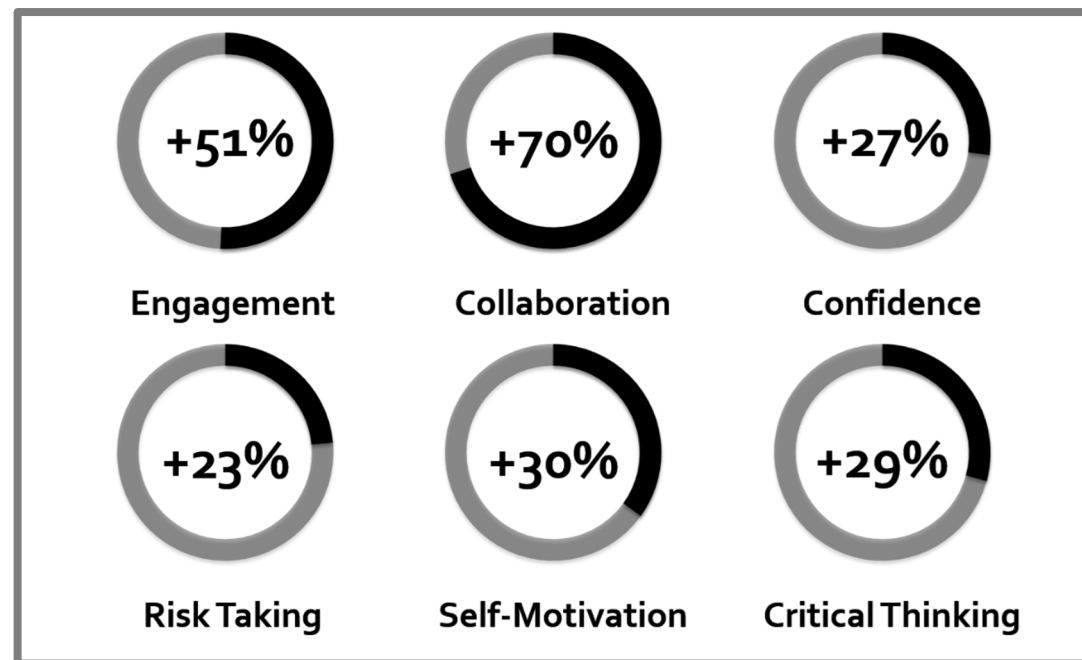 +51% +70% +27%
Engagement Collaboration Confidence
+23% +30% +29%
Risk Taking Self-Motivation Critical Thinking